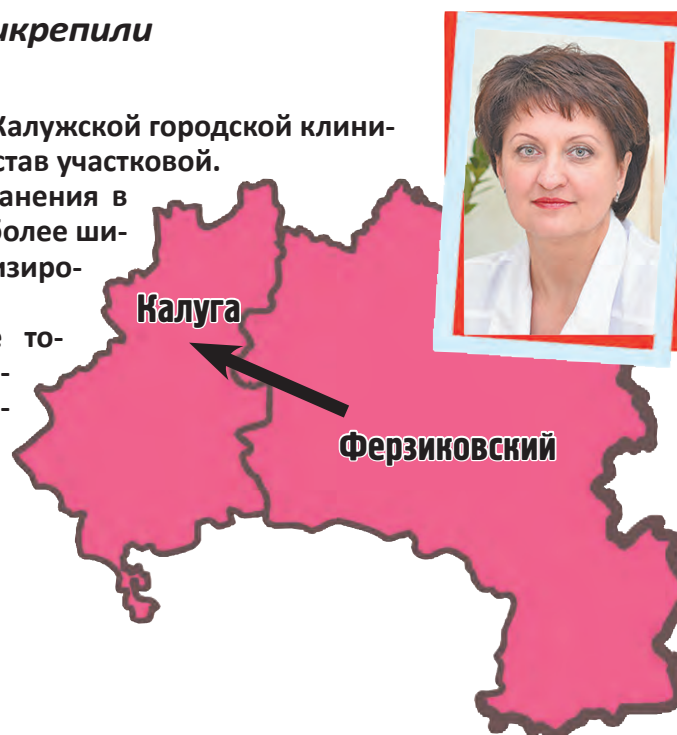 икрепили
Калужской городской клини-
став участковой.
анения в
более ши-
изиро-
е то-
-
-
Калуга
Ферзиковский